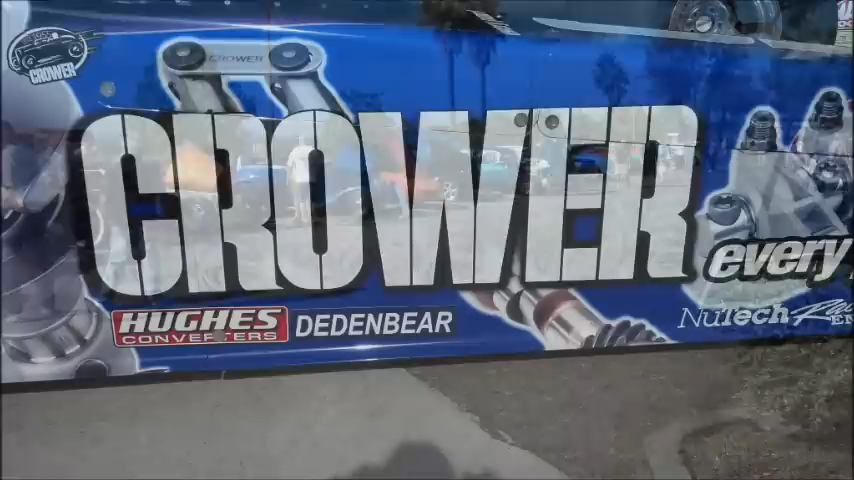 CROWER
CROWER
CROWER
every
HUGHES
CONVERTERS
DEDENBEAR
NuTech